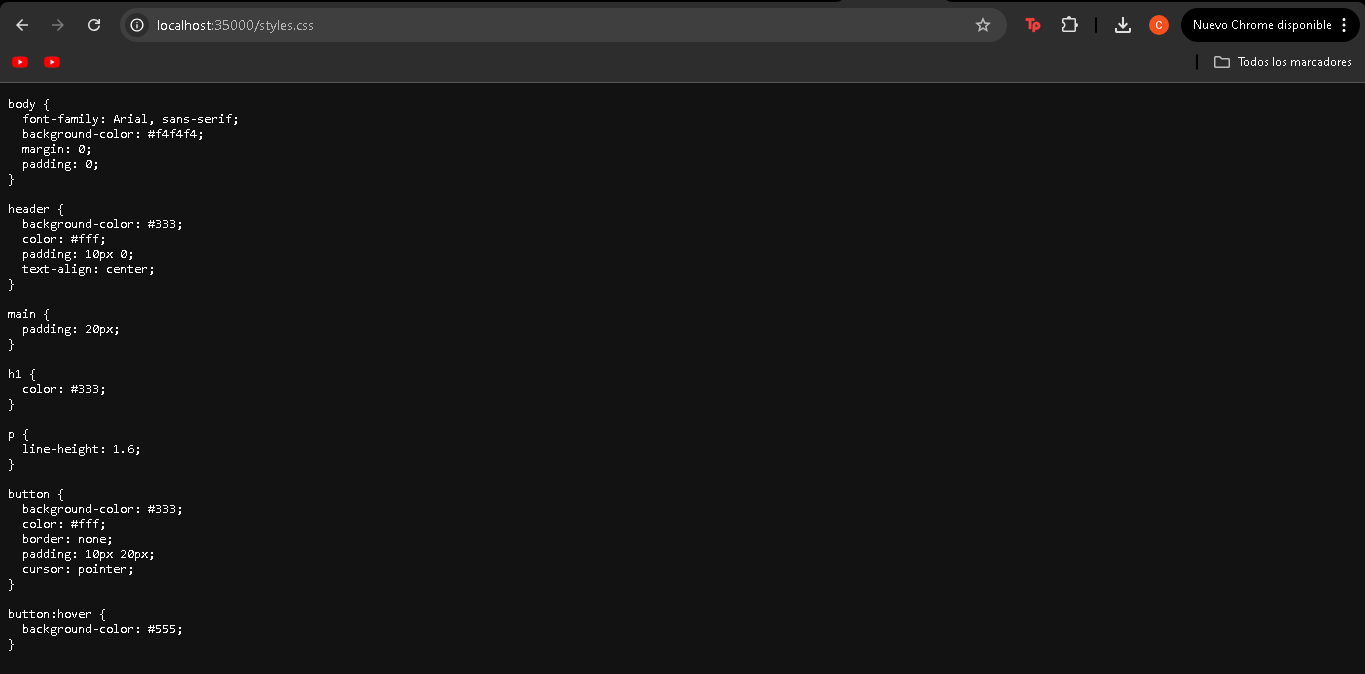 localhost:35000/styles.css
Tp
C
Nuevo Chrome disponible
Todos los marcadores
body {
  font-family: Arial, sans-serif;
  background-color: #f4f4f4;
  margin: 0;
  padding: 0;
}

header {
  background-color: #333;
  color: #fff;
  padding: 10px 0;
  text-align: center;
}

main {
  padding: 20px;
}

h1 {
  color: #333;
}

p {
  line-height: 1.6;
}

button {
  background-color: #333;
  color: #fff;
  border: none;
  padding: 10px 20px;
  cursor: pointer;
}

button:hover {
  background-color: #555;
}